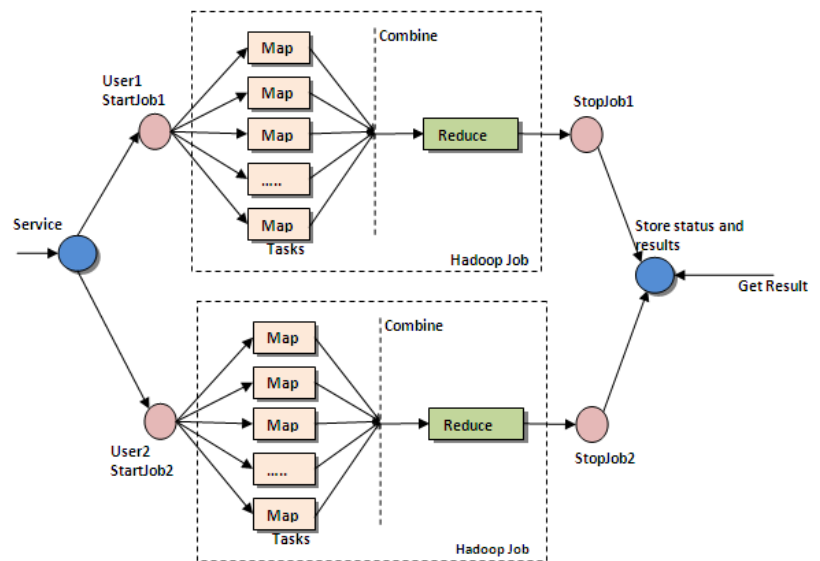 Combine
Map
User1
StartJob1
Map
StopJob1
Map
Reduce
.....
Service
Map
Tasks
Store status and
results
Hadoop Job
Get Result
Combine
Map
Map
Map
Reduce
User2
StartJob2
.....
StopJob2
Map
Tasks
Hadoop Job